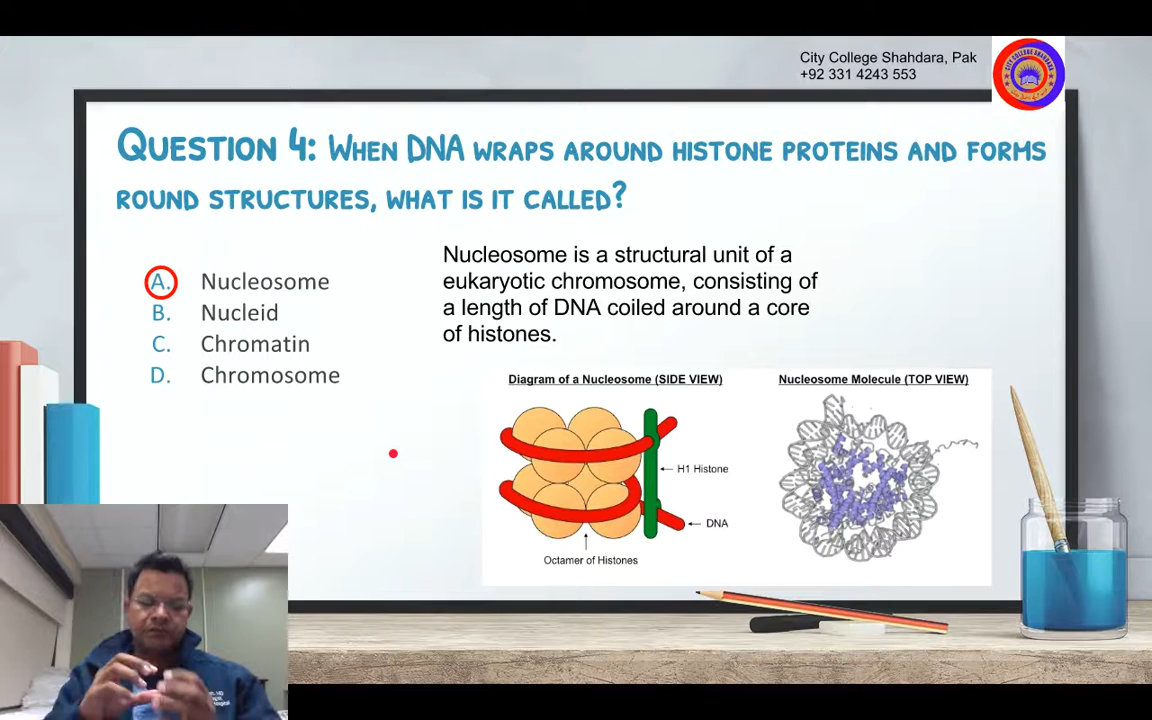 City College Shahdara, Pak
+92 331 4243 553
Question 4: When DNA wraps around histone proteins and forms
round structures, what is it called?
A. Nucleosome
B. Nucleid
C. Chromatin
D. Chromosome
Nucleosome is a structural unit of a
eukaryotic chromosome, consisting of
a length of DNA coiled around a core
of histones.
Diagram of a Nucleosome (SIDE VIEW)
Nucleosome Molecule (TOP VIEW)
H1 Histone
DNA
Octamer of Histones